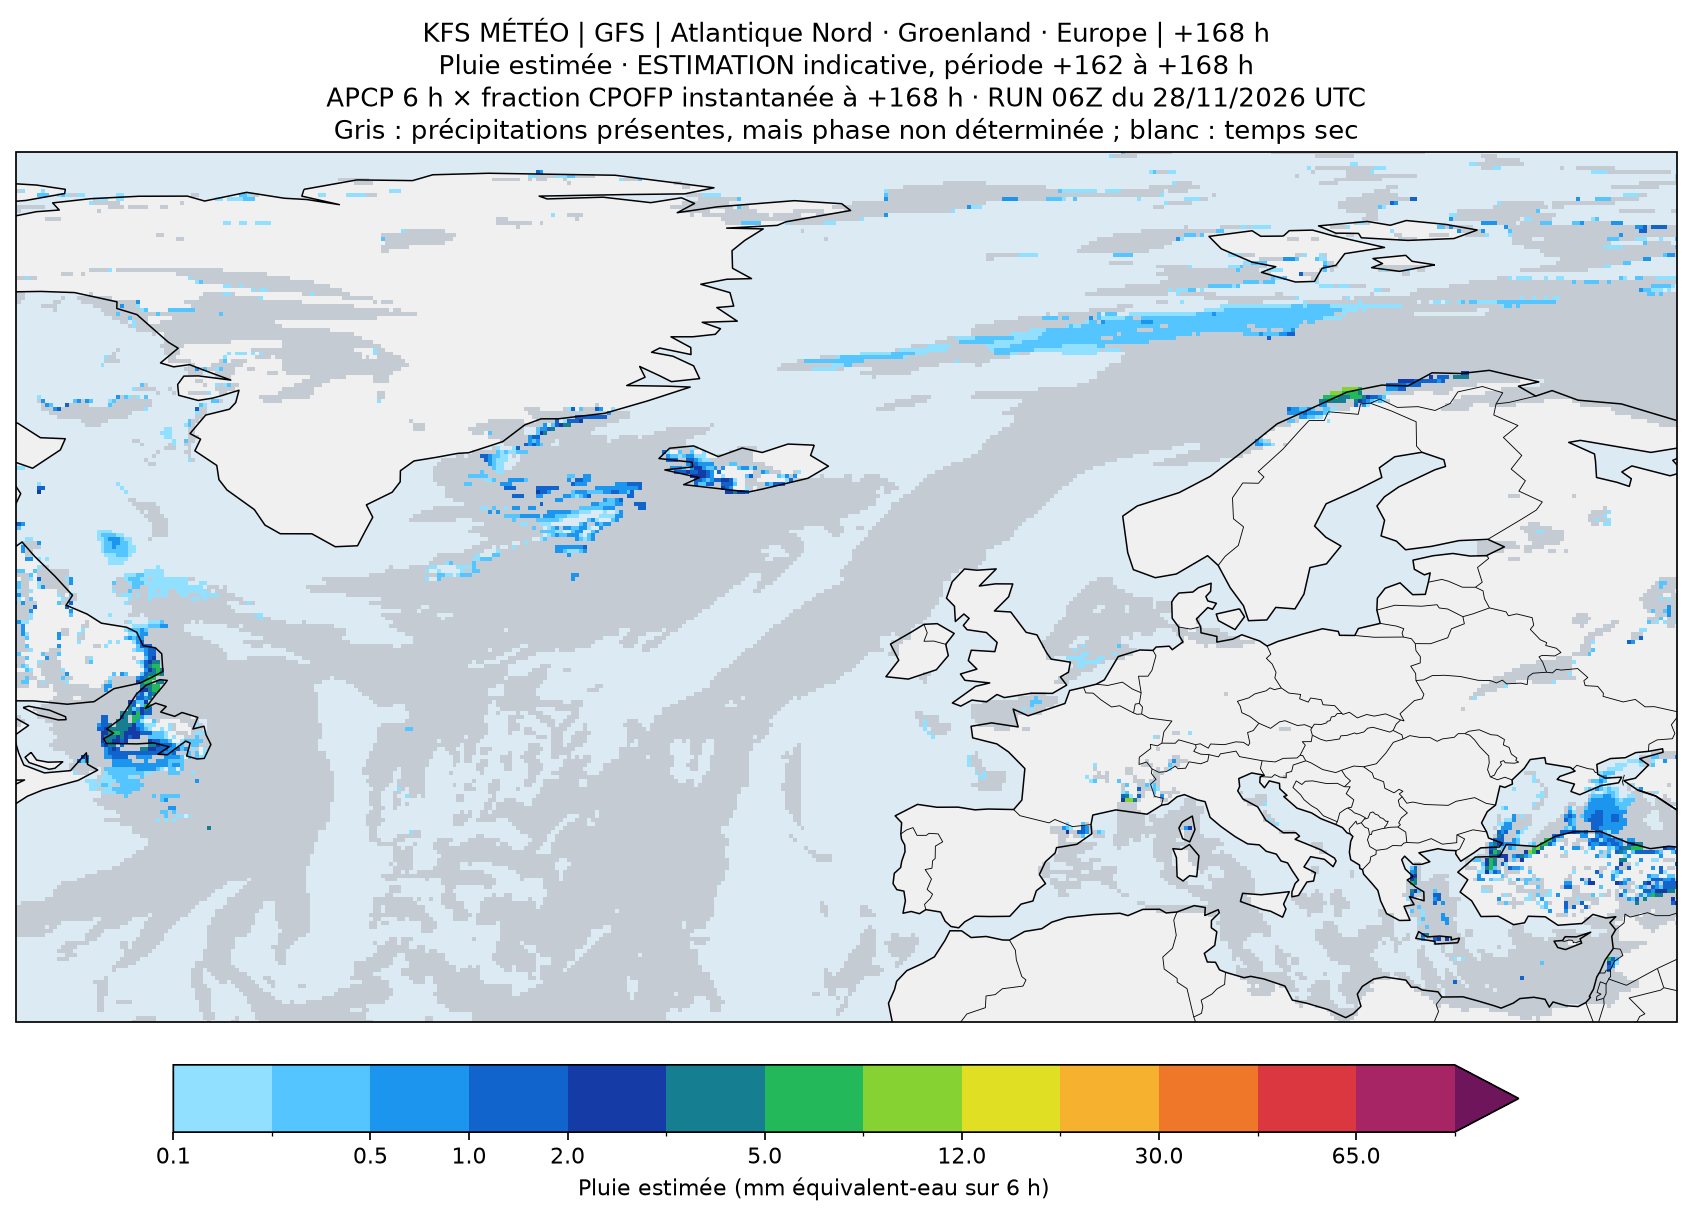 KFS MÉTÉO | GFS | Atlantique Nord · Groenland · Europe | +168 h
Pluie estimée · ESTIMATION indicative, période +162 à +168 h
APCP 6 h × fraction CPOFP instantanée à +168 h · RUN 06Z du 28/11/2026 UTC
Gris : précipitations présentes, mais phase non déterminée ; blanc : temps sec
0.1 0.5 1.0 2.0 5.0 12.0 30.0 65.0
Pluie estimée (mm équivalent-eau sur 6 h)